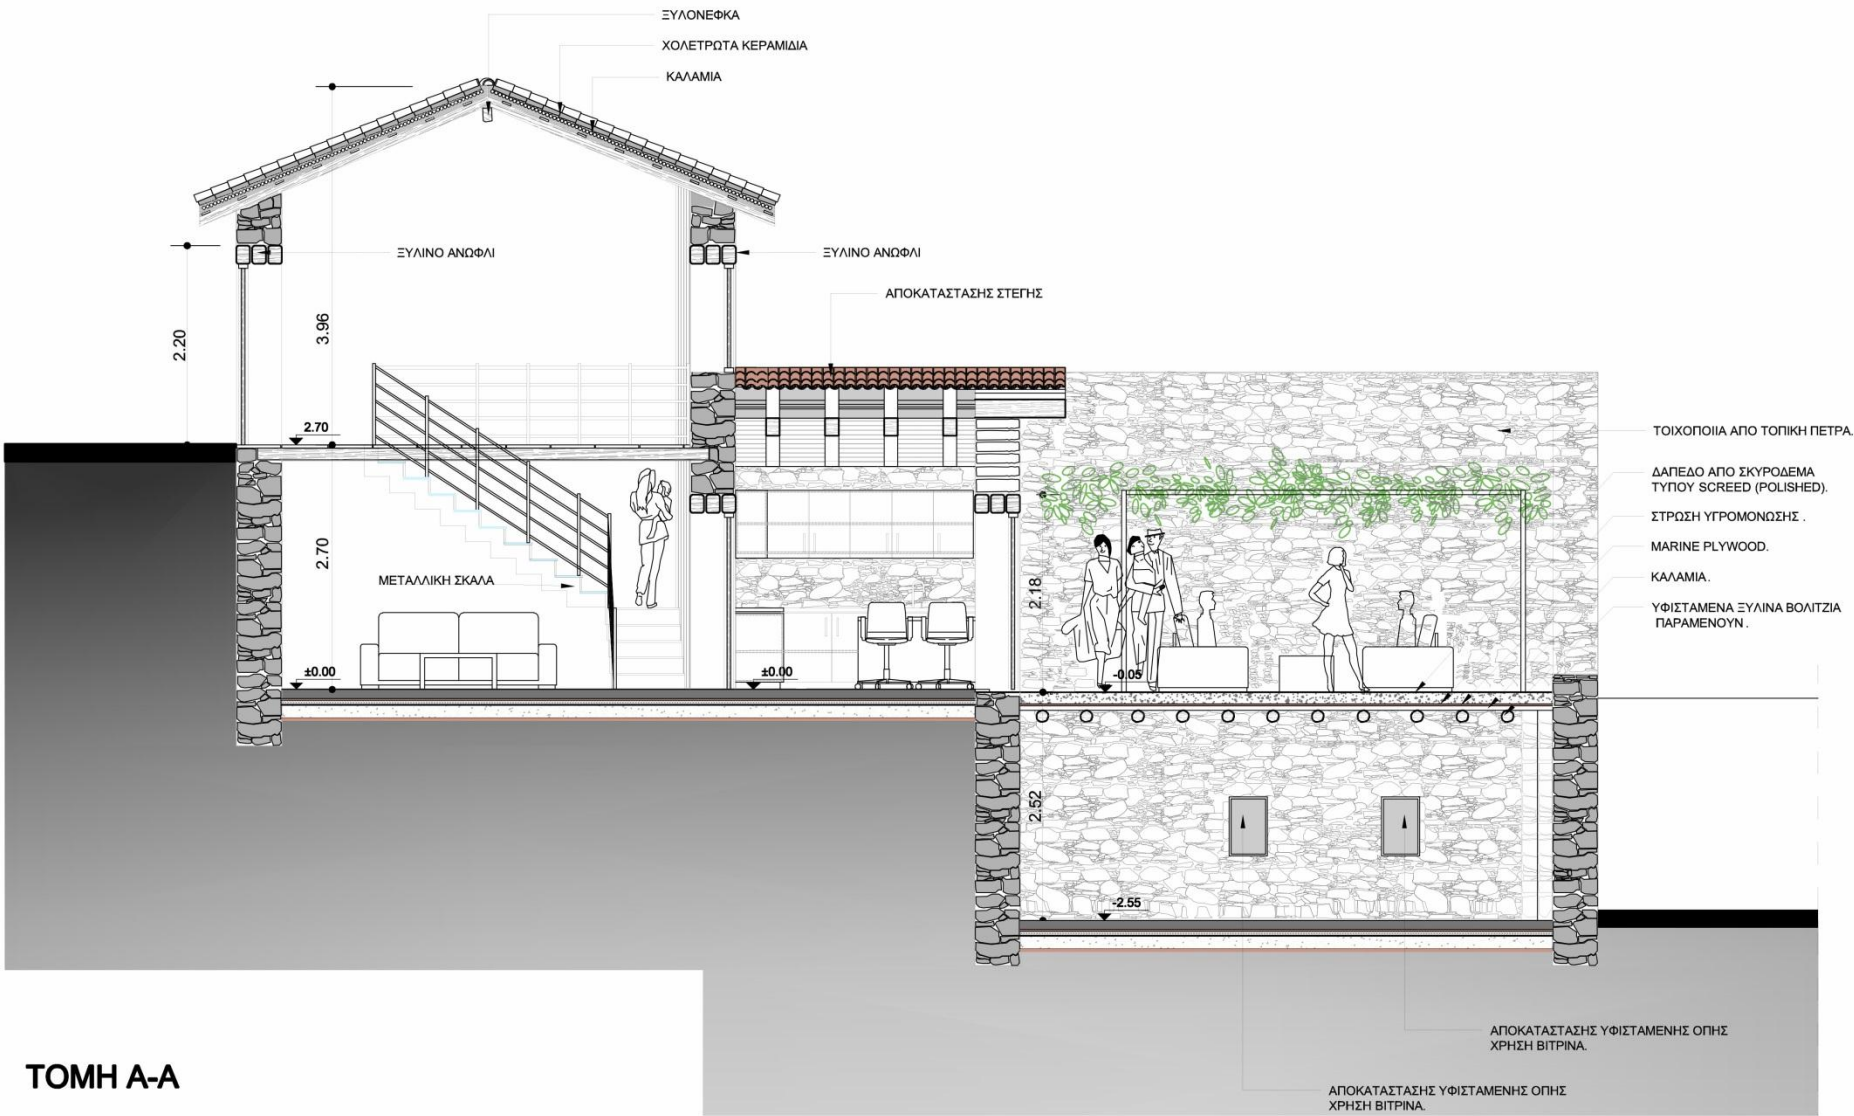 ΞΥΛΟΝΕΦΚΑ
ΧΟΛΕΤΡΩΤΑ ΚΕΡΑΜΙΔΙΑ
ΚΑΛΑΜΙΑ
ΞΥΛΙΝΟ ΑΝΩΦΛΙ
ΞΥΛΙΝΟ ΑΝΩΦΛΙ
ΑΠΟΚΑΤΑΣΤΑΣΗΣ ΣΤΕΓΗΣ
2.20
3.96
2.70
2.70
ΜΕΤΑΛΛΙΚΗ ΣΚΑΛΑ
±0.00
±0.00
2.18
-0.05
2.52
-2.55
ΤΟΙΧΟΠΟΙΙΑ ΑΠΟ ΤΟΠΙΚΗ ΠΕΤΡΑ.
ΔΑΠΕΔΟ ΑΠΟ ΣΚΥΡΟΔΕΜΑ
ΤΥΠΟΥ SCREED (POLISHED).
ΣΤΡΩΣΗ ΥΓΡΟΜΟΝΩΣΗΣ .
MARINE PLYWOOD.
ΚΑΛΑΜΙΑ.
ΥΦΙΣΤΑΜΕΝΑ ΞΥΛΙΝΑ ΒΟΛΙΤΖΙΑ
ΠΑΡΑΜΕΝΟΥΝ .
ΑΠΟΚΑΤΑΣΤΑΣΗΣ ΥΦΙΣΤΑΜΕΝΗΣ ΟΠΗΣ
ΧΡΗΣΗ ΒΙΤΡΙΝΑ.
ΑΠΟΚΑΤΑΣΤΑΣΗΣ ΥΦΙΣΤΑΜΕΝΗΣ ΟΠΗΣ
ΧΡΗΣΗ ΒΙΤΡΙΝΑ.
ΤΟΜΗ Α-Α